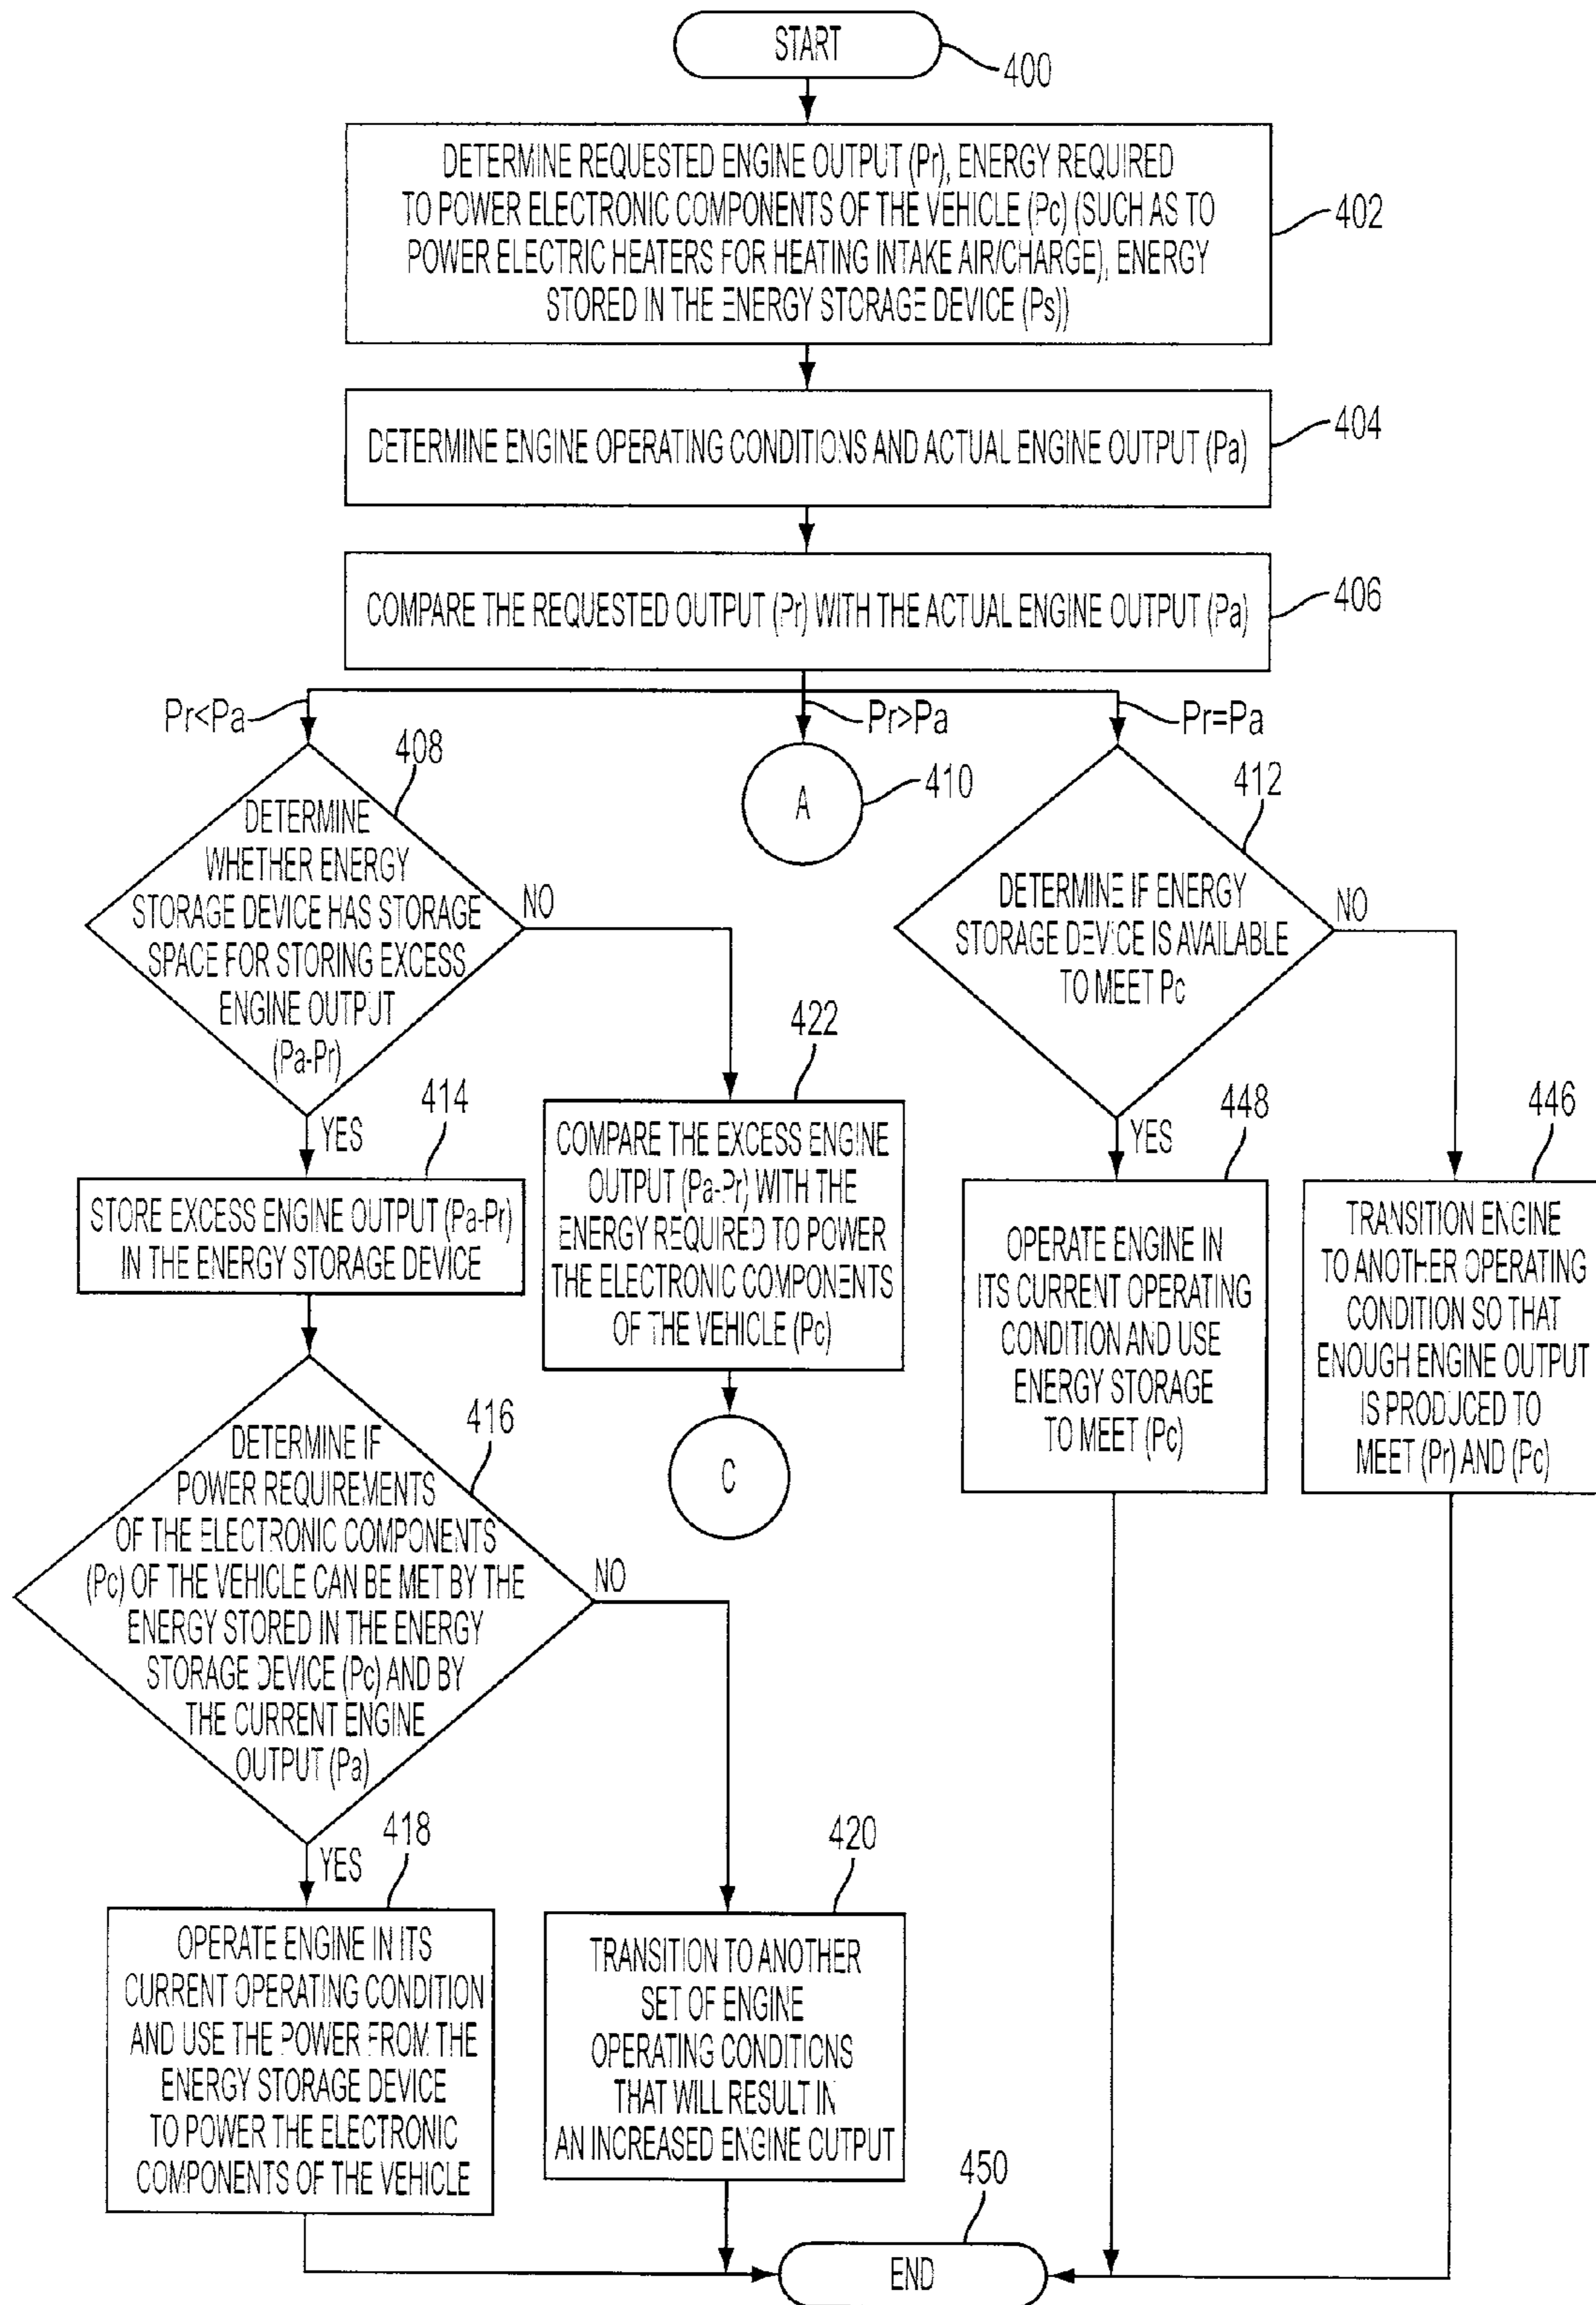 START
400
DETERMINE REQUESTED ENGINE OUTPUT (Pr), ENERGY REQUIRED
TO POWER ELECTRONIC COMPONENTS OF THE VEHICLE (Pc) (SUCH AS TO
POWER ELECTRIC HEATERS FOR HEATING INTAKE AIR/CHARGE), ENERGY
STORED IN THE ENERGY STORAGE DEVICE (Ps))
402
DETERMINE ENGINE OPERATING CONDITIONS AND ACTUAL ENGINE OUTPUT (Pa)
404
COMPARE THE REQUESTED OUTPUT (Pr) WITH THE ACTUAL ENGINE OUTPUT (Pa)
406
Pr<Pa
Pr>Pa
Pr=Pa
408
DETERMINE
WHETHER ENERGY
STORAGE DEVICE HAS STORAGE
SPACE FOR STORING EXCESS
ENGINE OUTPUT
(Pa-Pr)
NO
YES
A
410
412
DETERMINE IF ENERGY
STORAGE DEVICE IS AVAILABLE
TO MEET Pc
NO
YES
414
STORE EXCESS ENGINE OUTPUT (Pa-Pr)
IN THE ENERGY STORAGE DEVICE
422
COMPARE THE EXCESS ENGINE
OUTPUT (Pa-Pr) WITH THE
ENERGY REQUIRED TO POWER
THE ELECTRONIC COMPONENTS
OF THE VEHICLE (Pc)
C
448
OPERATE ENGINE IN
ITS CURRENT OPERATING
CONDITION AND USE
ENERGY STORAGE
TO MEET (Pc)
446
TRANSITION ENGINE
TO ANOTHER OPERATING
CONDITION SO THAT
ENOUGH ENGINE OUTPUT
IS PRODUCED TO
MEET (Pr) AND (Pc)
416
DETERMINE IF
POWER REQUIREMENTS
OF THE ELECTRONIC COMPONENTS
(Pc) OF THE VEHICLE CAN BE MET BY THE
ENERGY STORED IN THE ENERGY
STORAGE DEVICE (Pc) AND BY
THE CURRENT ENGINE
OUTPUT (Pa)
NO
YES
418
OPERATE ENGINE IN ITS
CURRENT OPERATING CONDITION
AND USE THE POWER FROM THE
ENERGY STORAGE DEVICE
TO POWER THE ELECTRONIC
COMPONENTS OF THE VEHICLE
420
TRANSITION TO ANOTHER
SET OF ENGINE
OPERATING CONDITIONS
THAT WILL RESULT IN
AN INCREASED ENGINE OUTPUT
450
END